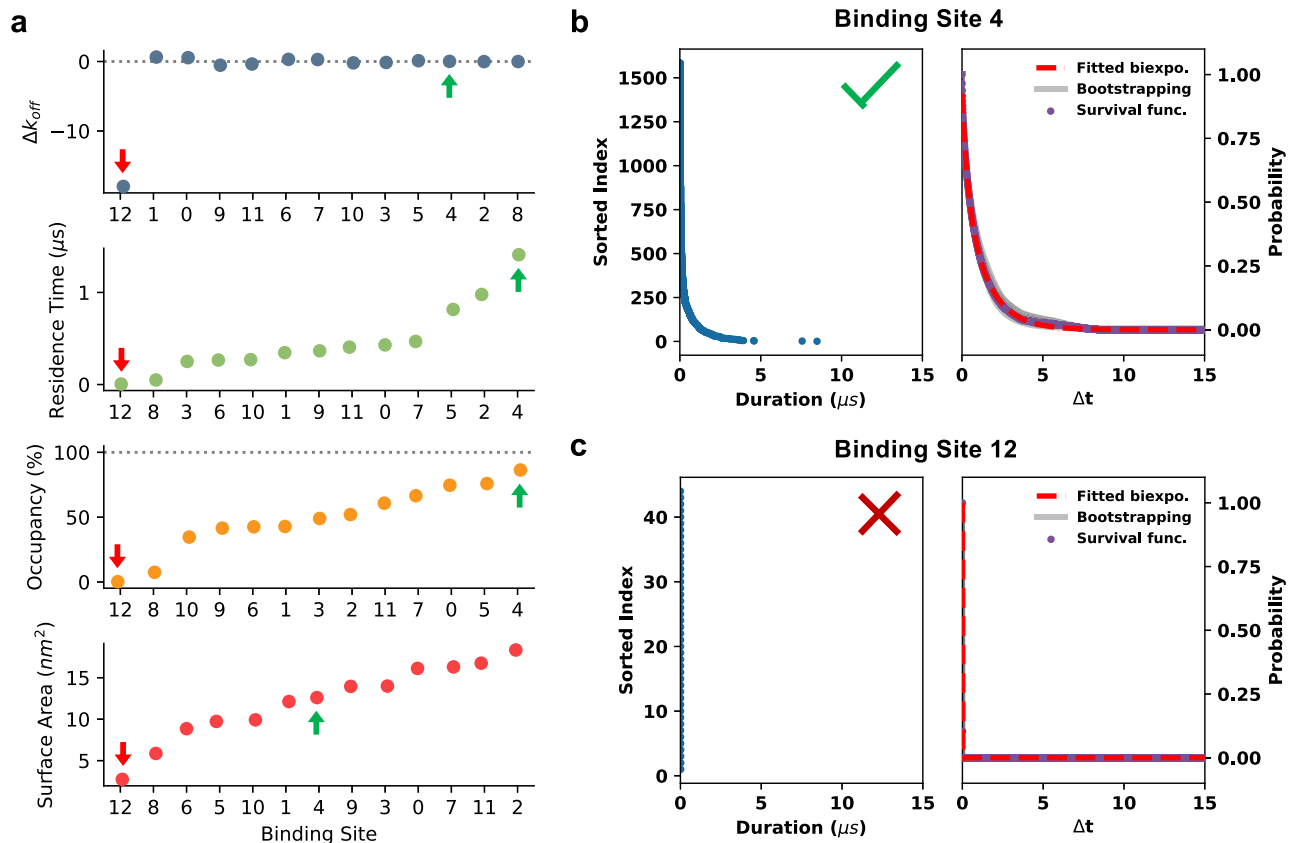 a
Δk_off
0
−10
12 1 0 9 11 6 7 10 3 5 4 2 8
Residence Time (μs)
1
0
12 8 3 6 10 1 9 11 0 7 5 2 4
Occupancy (%)
100
50
0
12 8 10 9 6 1 3 2 11 7 0 5 4
Surface Area (nm²)
15
10
5
12 8 6 5 10 1 4 9 3 0 7 11 2
Binding Site
b
Binding Site 4
Sorted Index
1500
1250
1000
750
500
250
0
0 5 10 15
Duration (μs)
Fitted biexpo.
Bootstrapping
Survival func.
1.00
0.75
0.50
0.25
0.00
Probability
0 5 10 15
Δt
c
Binding Site 12
Sorted Index
40
30
20
10
0
0 5 10 15
Duration (μs)
Fitted biexpo.
Bootstrapping
Survival func.
1.00
0.75
0.50
0.25
0.00
Probability
0 5 10 15
Δt